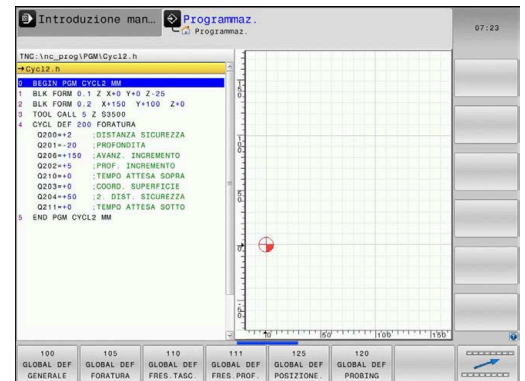 Introduzione man…
Programmaz.
Programmaz.
07:23
TNC:\nc_prog\PGM\Cycl2.h
→Cycl2.h
0 BEGIN PGM CYCL2 MM
1 BLK FORM 0.1 Z X+0 Y+0 Z-25
2 BLK FORM 0.2 X+150 Y+100 Z+0
3 TOOL CALL 5 Z S3500
4 CYCL DEF 200 FORATURA
Q200=+2 ;DISTANZA SICUREZZA
Q201=-20 ;PROFONDITA
Q206=+150 ;AVANZ. INCREMENTO
Q202=+5 ;PROF. INCREMENTO
Q210=+0 ;TEMPO ATTESA SOPRA
Q203=+0 ;COORD. SUPERFICIE
Q204=+50 ;2. DIST. SICUREZZA
Q211=+0 ;TEMPO ATTESA SOTTO
5 END PGM CYCL2 MM
0 50 100 150
100 GLOBAL DEF GENERALE
105 GLOBAL DEF FORATURA
110 GLOBAL DEF FRES.TASC.
111 GLOBAL DEF FRES.PROF.
125 GLOBAL DEF POSIZIONE.
120 GLOBAL DEF PROBING